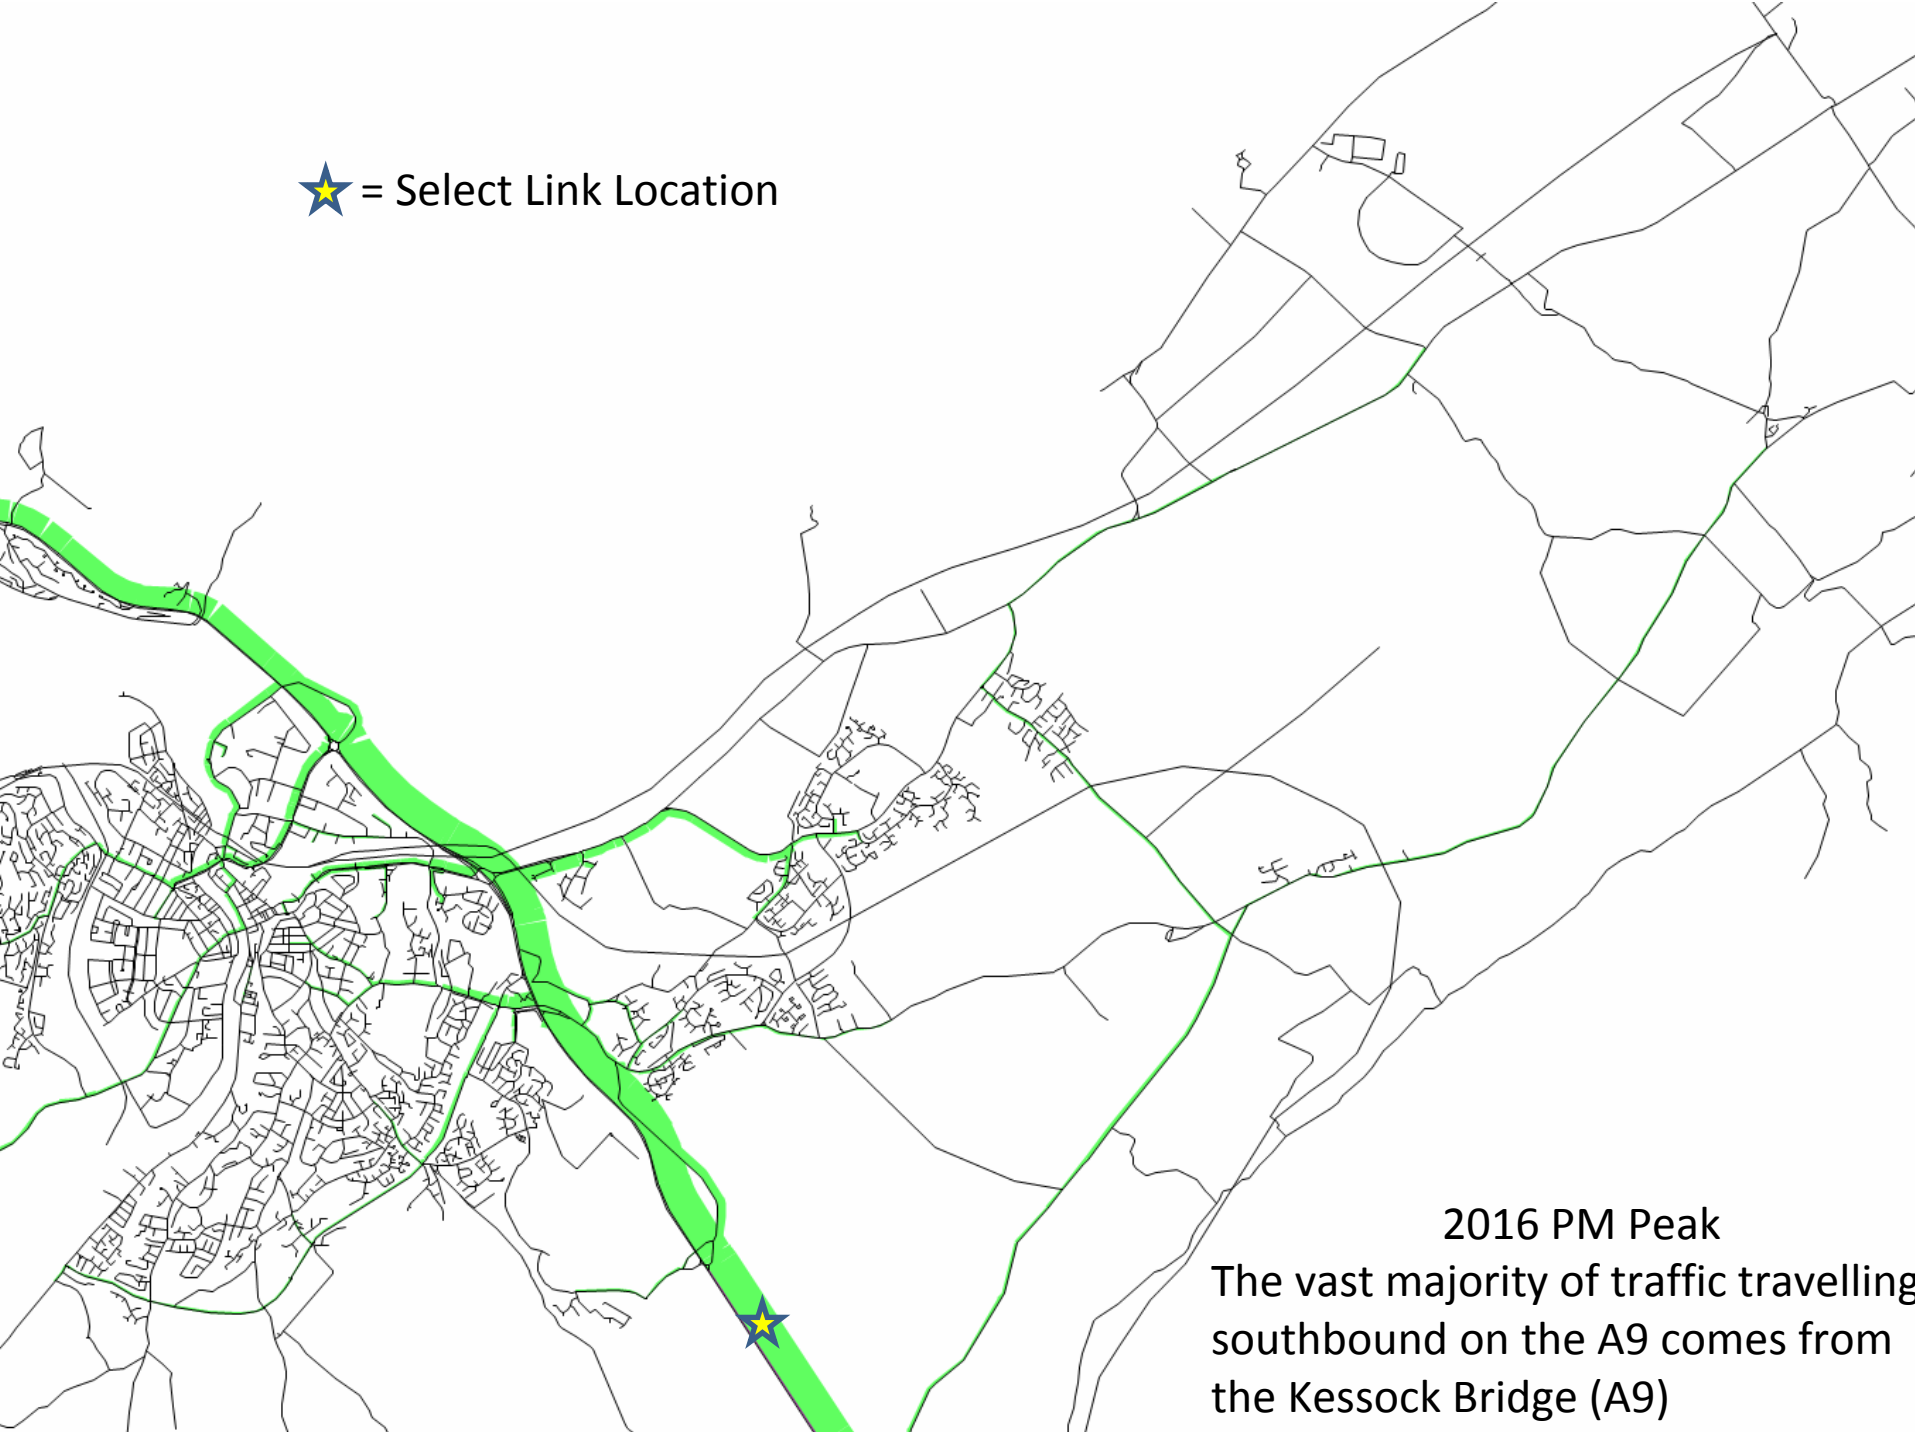 = Select Link Location
2016 PM Peak
The vast majority of traffic travelling
southbound on the A9 comes from
the Kessock Bridge (A9)